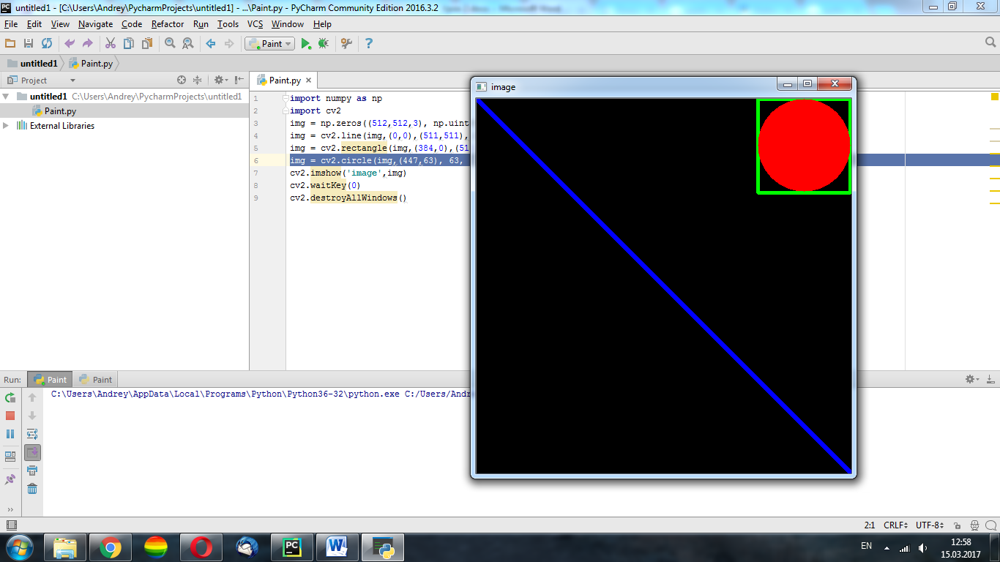 untitled1 - [C:\Users\Andrey\PycharmProjects\untitled1] - ...\Paint.py - PyCharm Community Edition 2016.3.2
File Edit View Navigate Code Refactor Run Tools VCS Window Help
Paint
untitled1 Paint.py
Project
Paint.py
untitled1 C:\Users\Andrey\PycharmProjects\untitled1
Paint.py
External Libraries
1 import numpy as np
2 import cv2
3 img = np.zeros((512,512,3), np.uint
4 img = cv2.line(img,(0,0),(511,511),
5 img = cv2.rectangle(img,(384,0),(51
6 img = cv2.circle(img,(447,63), 63,
7 cv2.imshow('image',img)
8 cv2.waitKey(0)
9 cv2.destroyAllWindows()
image
Run: Paint Paint
C:\Users\Andrey\AppData\Local\Programs\Python\Python36-32\python.exe C:/Users/Andr
2:1 CRLF UTF-8
EN
12:58
15.03.2017